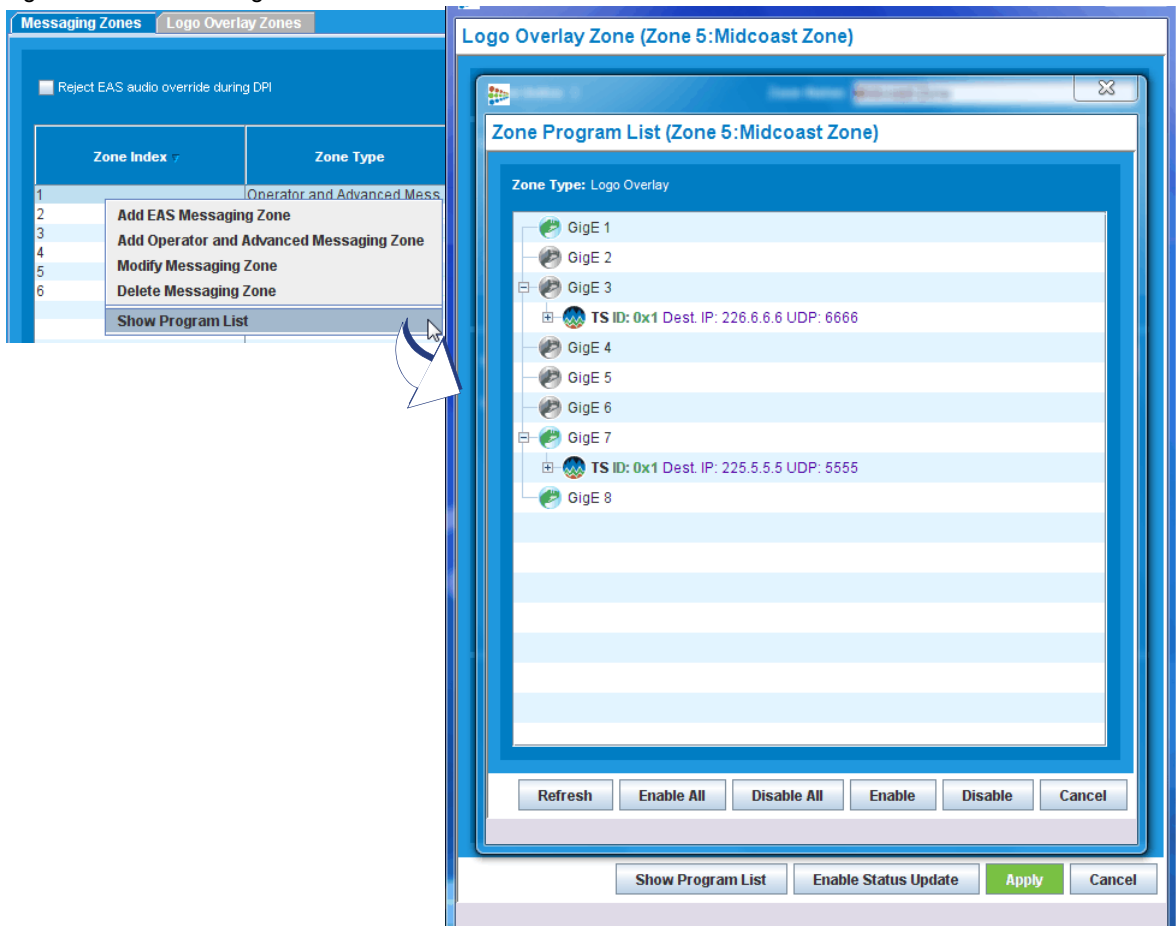 Messaging Zones
Logo Overlay Zones
Reject EAS audio override during DPI
Zone Index
Zone Type
1
Operator and Advanced Mess
2
3
4
5
6
Add EAS Messaging Zone
Add Operator and Advanced Messaging Zone
Modify Messaging Zone
Delete Messaging Zone
Show Program List
Logo Overlay Zone (Zone 5:Midcoast Zone)
Zone Program List (Zone 5:Midcoast Zone)
Zone Type: Logo Overlay
GigE 1
GigE 2
GigE 3
TS ID: 0x1 Dest. IP: 226.6.6.6 UDP: 6666
GigE 4
GigE 5
GigE 6
GigE 7
TS ID: 0x1 Dest. IP: 225.5.5.5 UDP: 5555
GigE 8
Refresh
Enable All
Disable All
Enable
Disable
Cancel
Show Program List
Enable Status Update
Apply
Cancel